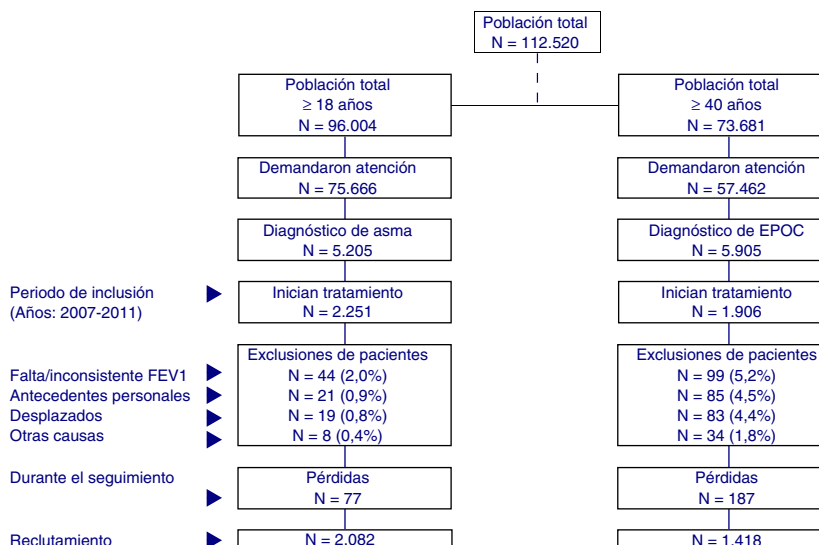 Población total
N = 112.520
Población total
≥ 18 años
N = 96.004
Población total
≥ 40 años
N = 73.681
Demandaron atención
N = 75.666
Demandaron atención
N = 57.462
Diagnóstico de asma
N = 5.205
Diagnóstico de EPOC
N = 5.905
Periodo de inclusión
(Años: 2007-2011)
Inician tratamiento
N = 2.251
Inician tratamiento
N = 1.906
Falta/inconsistente FEV1
Antecedentes personales
Desplazados
Otras causas
Exclusiones de pacientes
N = 44 (2,0%)
N = 21 (0,9%)
N = 19 (0,8%)
N = 8 (0,4%)
Exclusiones de pacientes
N = 99 (5,2%)
N = 85 (4,5%)
N = 83 (4,4%)
N = 34 (1,8%)
Durante el seguimiento
Pérdidas
N = 77
Pérdidas
N = 187
Reclutamiento
N = 2.082
N = 1.418